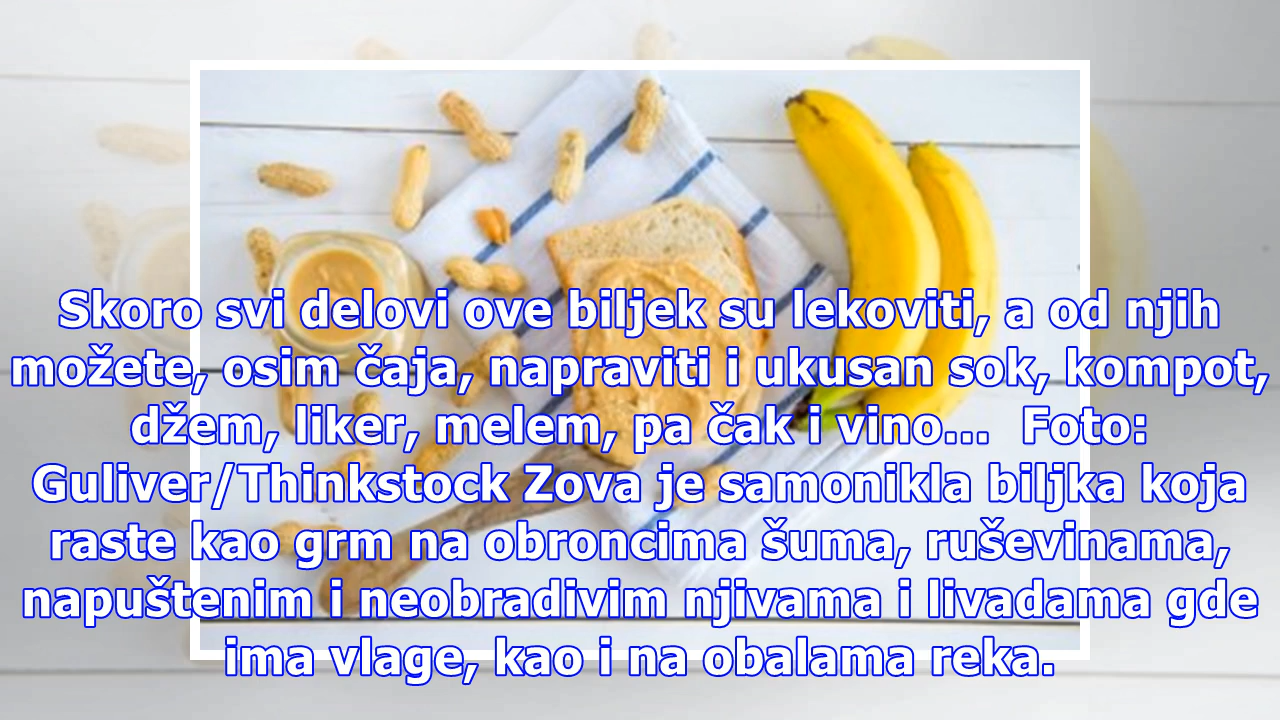 Skoro svi delovi ove biljek su lekoviti, a od njih
možete, osim čaja, napraviti i ukusan sok, kompot,
džem, liker, melem, pa čak i vino... Foto:
Guliver/Thinkstock Zova je samonikla biljka koja
raste kao grm na obroncima šuma, ruševinama,
napuštenim i neobradivim njivama i livadama gde
ima vlage, kao i na obalama reka.